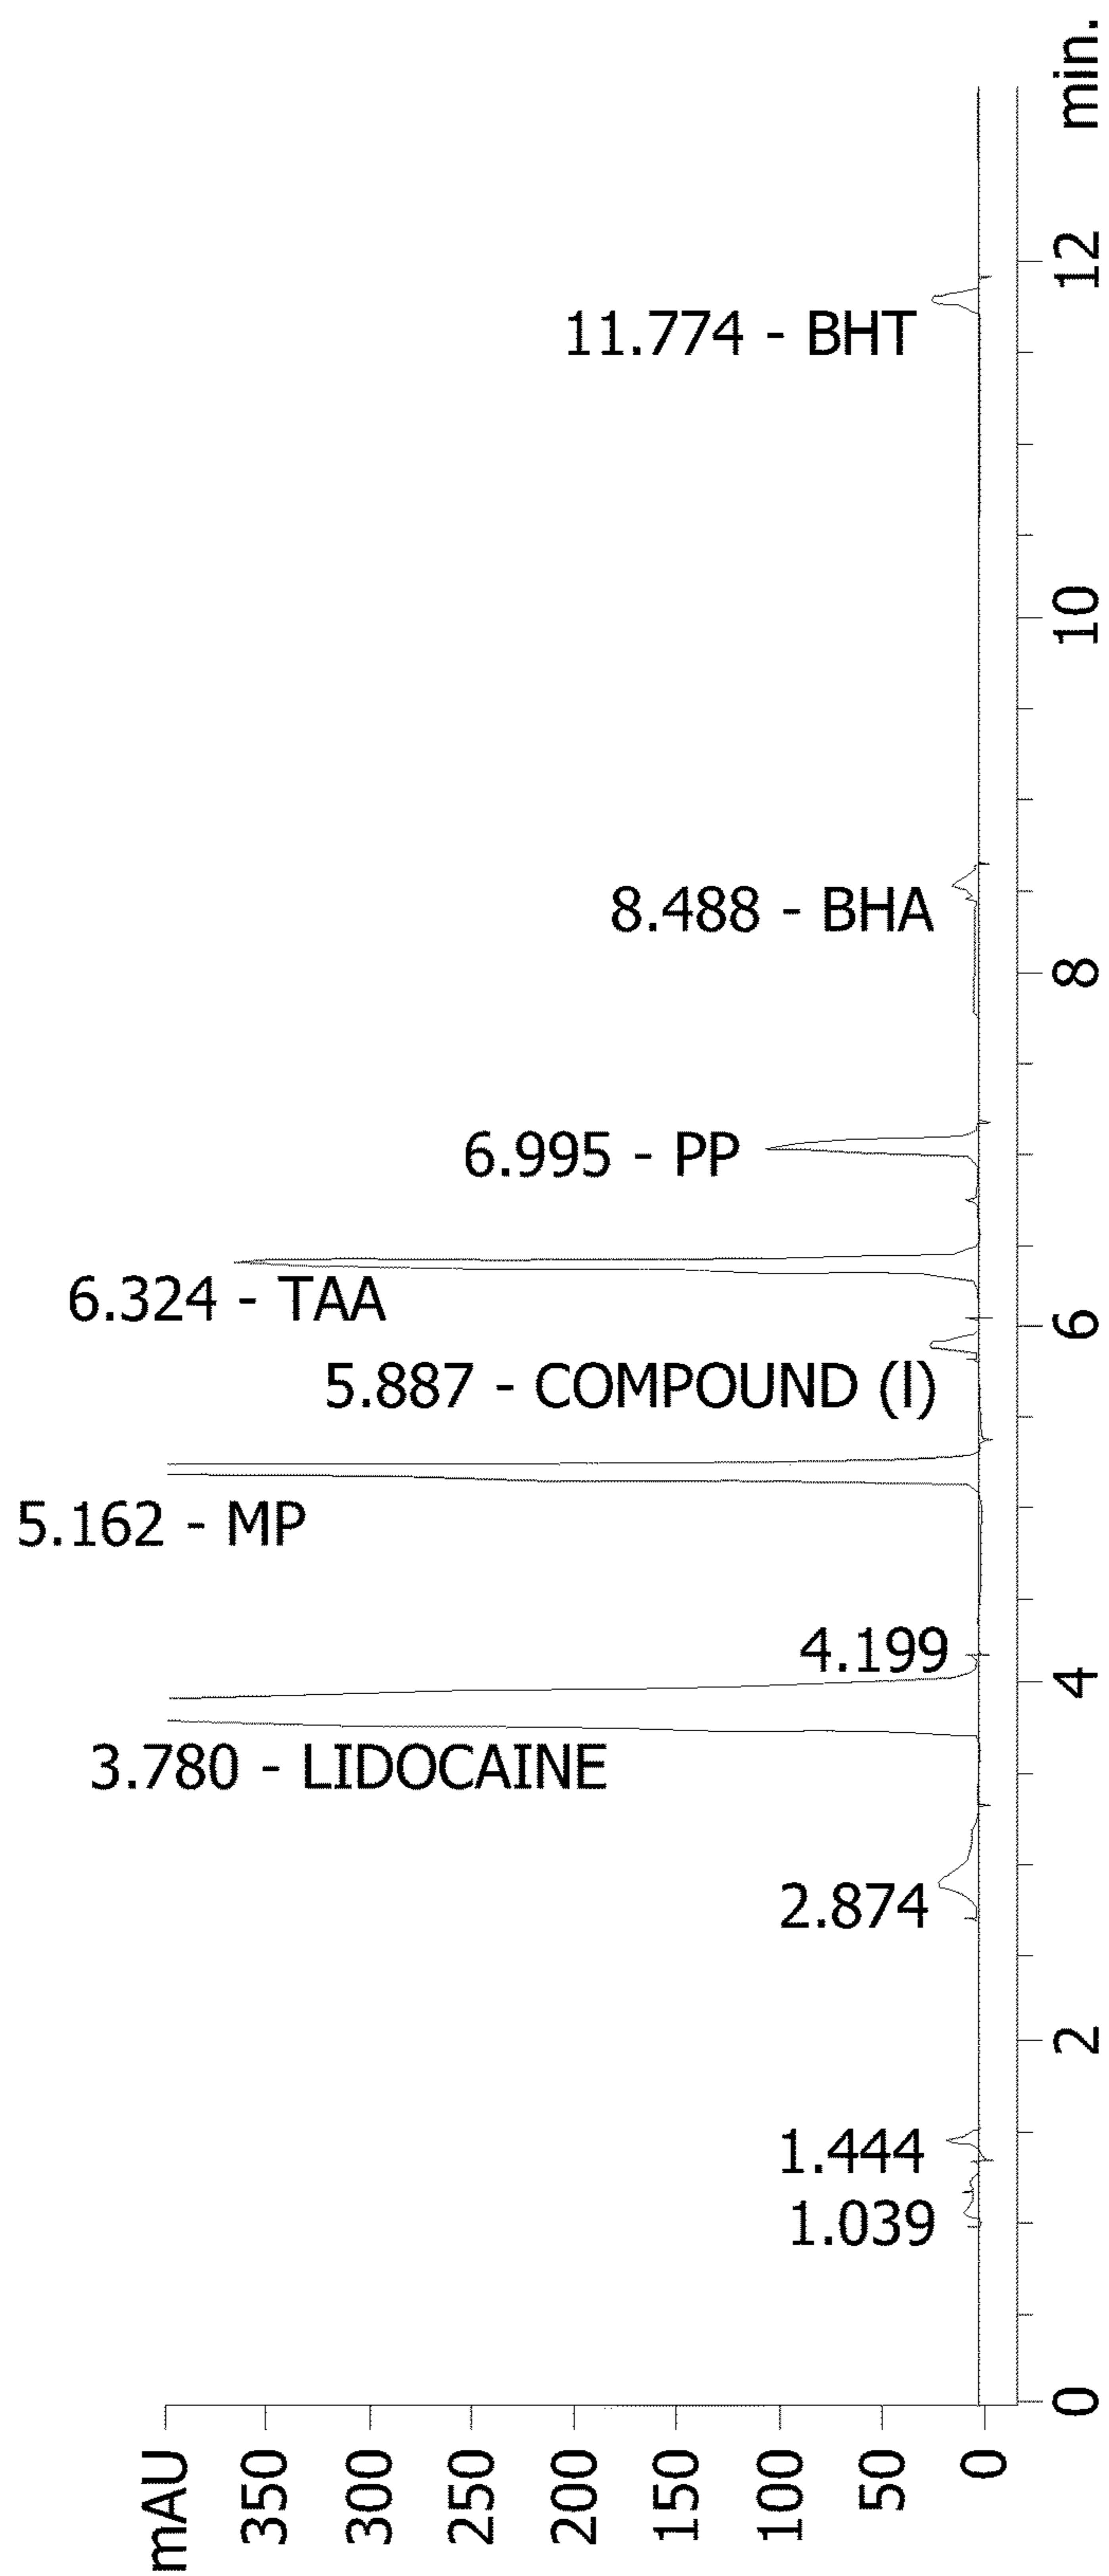 mAU
350
300
250
200
150
100
50
0
1.039
1.444
2.874
3.780 - LIDOCAINE
4.199
5.162 - MP
5.887 - COMPOUND (I)
6.324 - TAA
6.995 - PP
8.488 - BHA
11.774 - BHT
0
2
4
6
8
10
12
min.